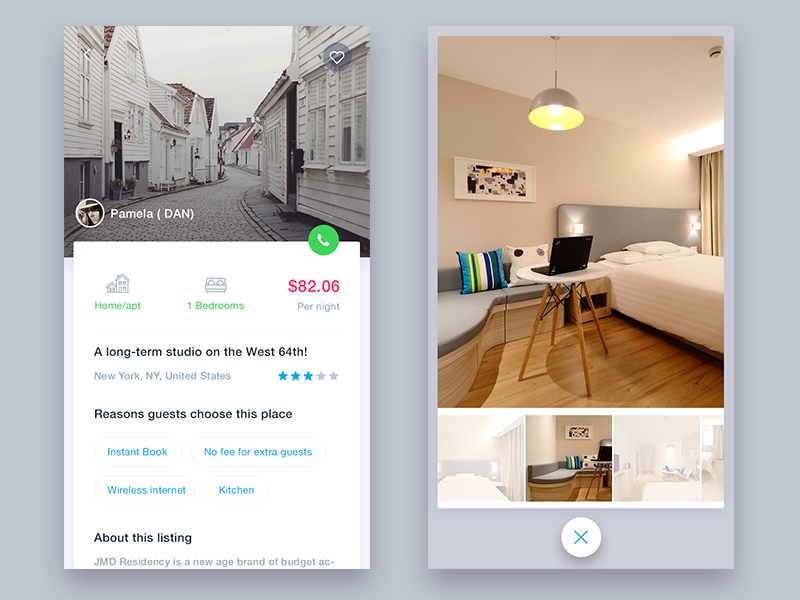 Pamela ( DAN)
Home/apt
1 Bedrooms
$82.06
Per night
A long-term studio on the West 64th!
New York, NY, United States
Reasons guests choose this place
Instant Book
No fee for extra guests
Wireless internet
Kitchen
About this listing
JMD Residency is a new age brand of budget ac-